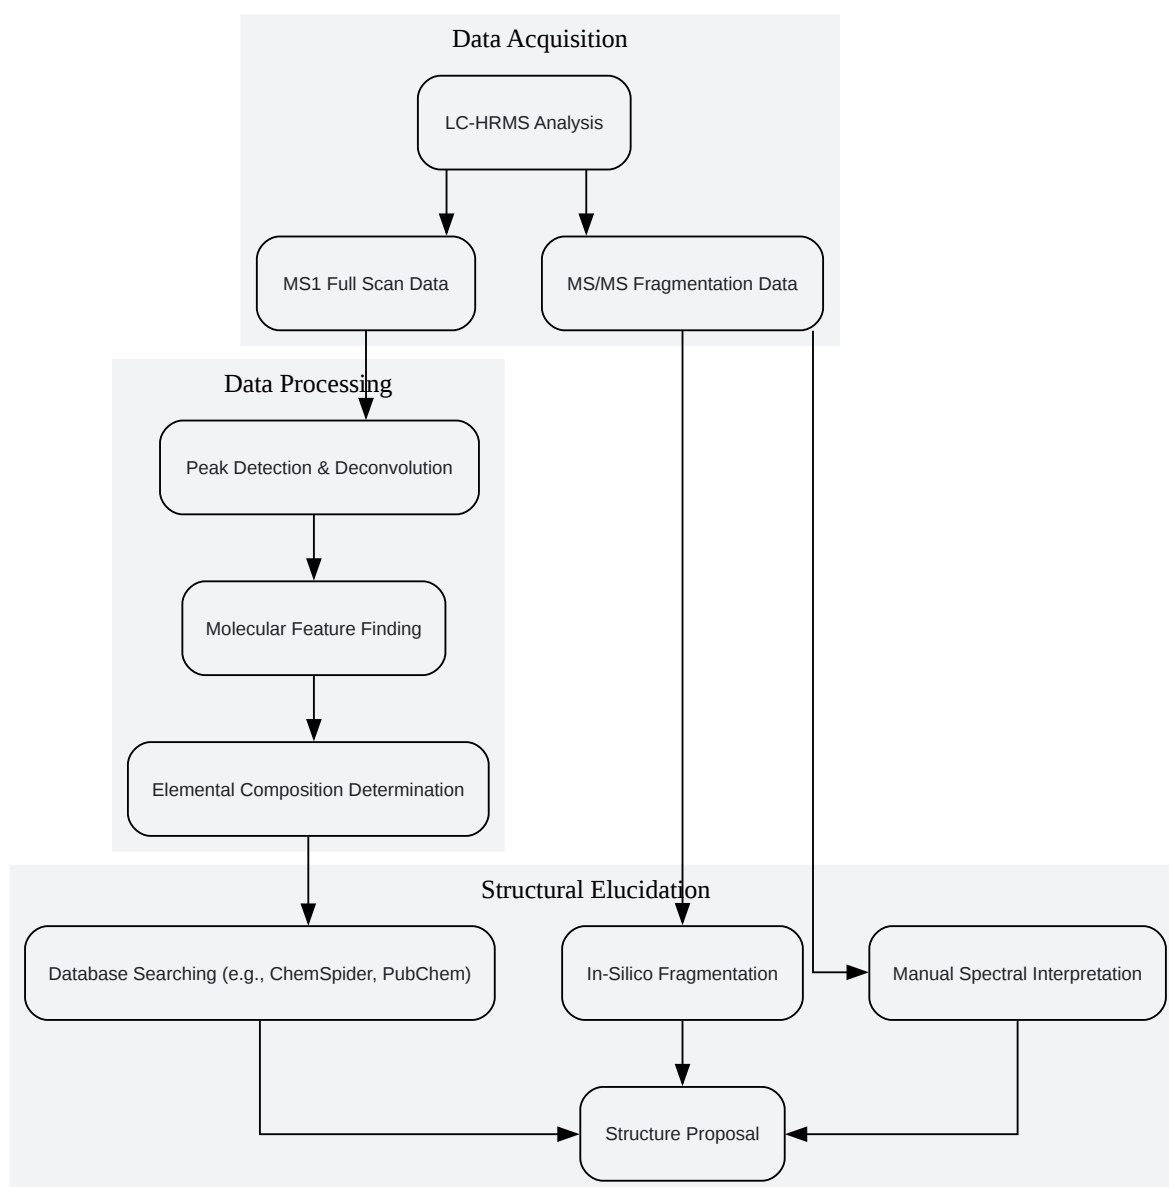 Data Acquisition
LC-HRMS Analysis
MS1 Full Scan Data
MS/MS Fragmentation Data
Data Processing
Peak Detection & Deconvolution
Molecular Feature Finding
Elemental Composition Determination
Structural Elucidation
Database Searching (e.g., ChemSpider, PubChem)
In-Silico Fragmentation
Manual Spectral Interpretation
Structure Proposal